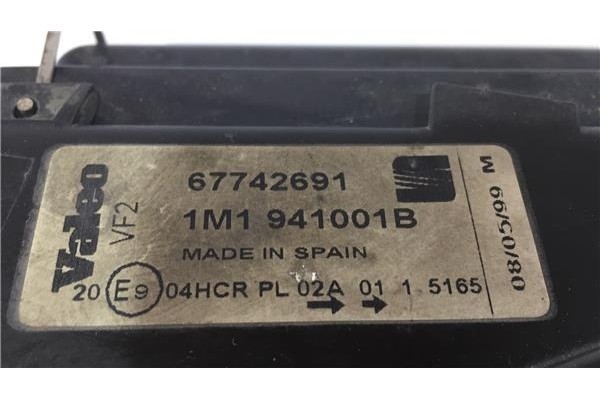 Valeo
VF2
67742691
1M1 941001B
MADE IN SPAIN
20 E9 04HCR PL 02A 01 1 5165
08/05/99 M